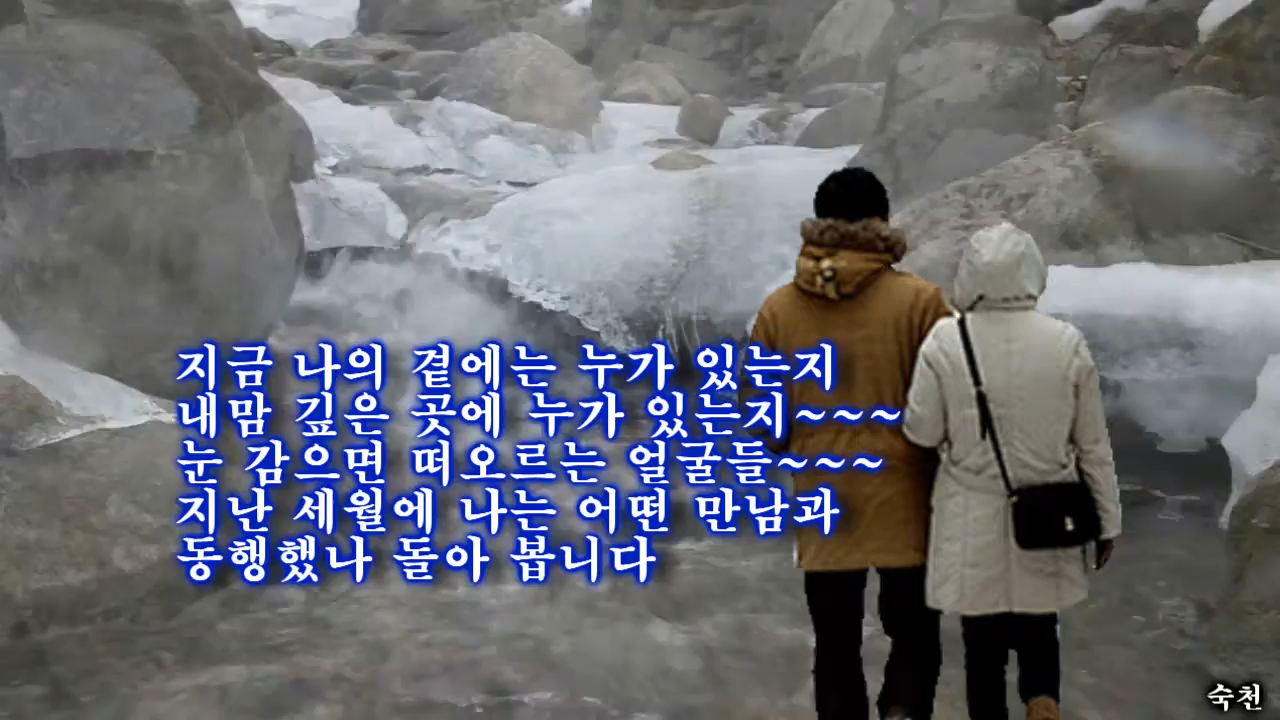 지금 나의 곁에는 누가 있는지
내맘 깊은 곳에 누가 있는지~~~
눈 감으면 떠오르는 얼굴들~~~
지난 세월에 나는 어떤 만남과
동행했나 돌아 봅니다
숙천